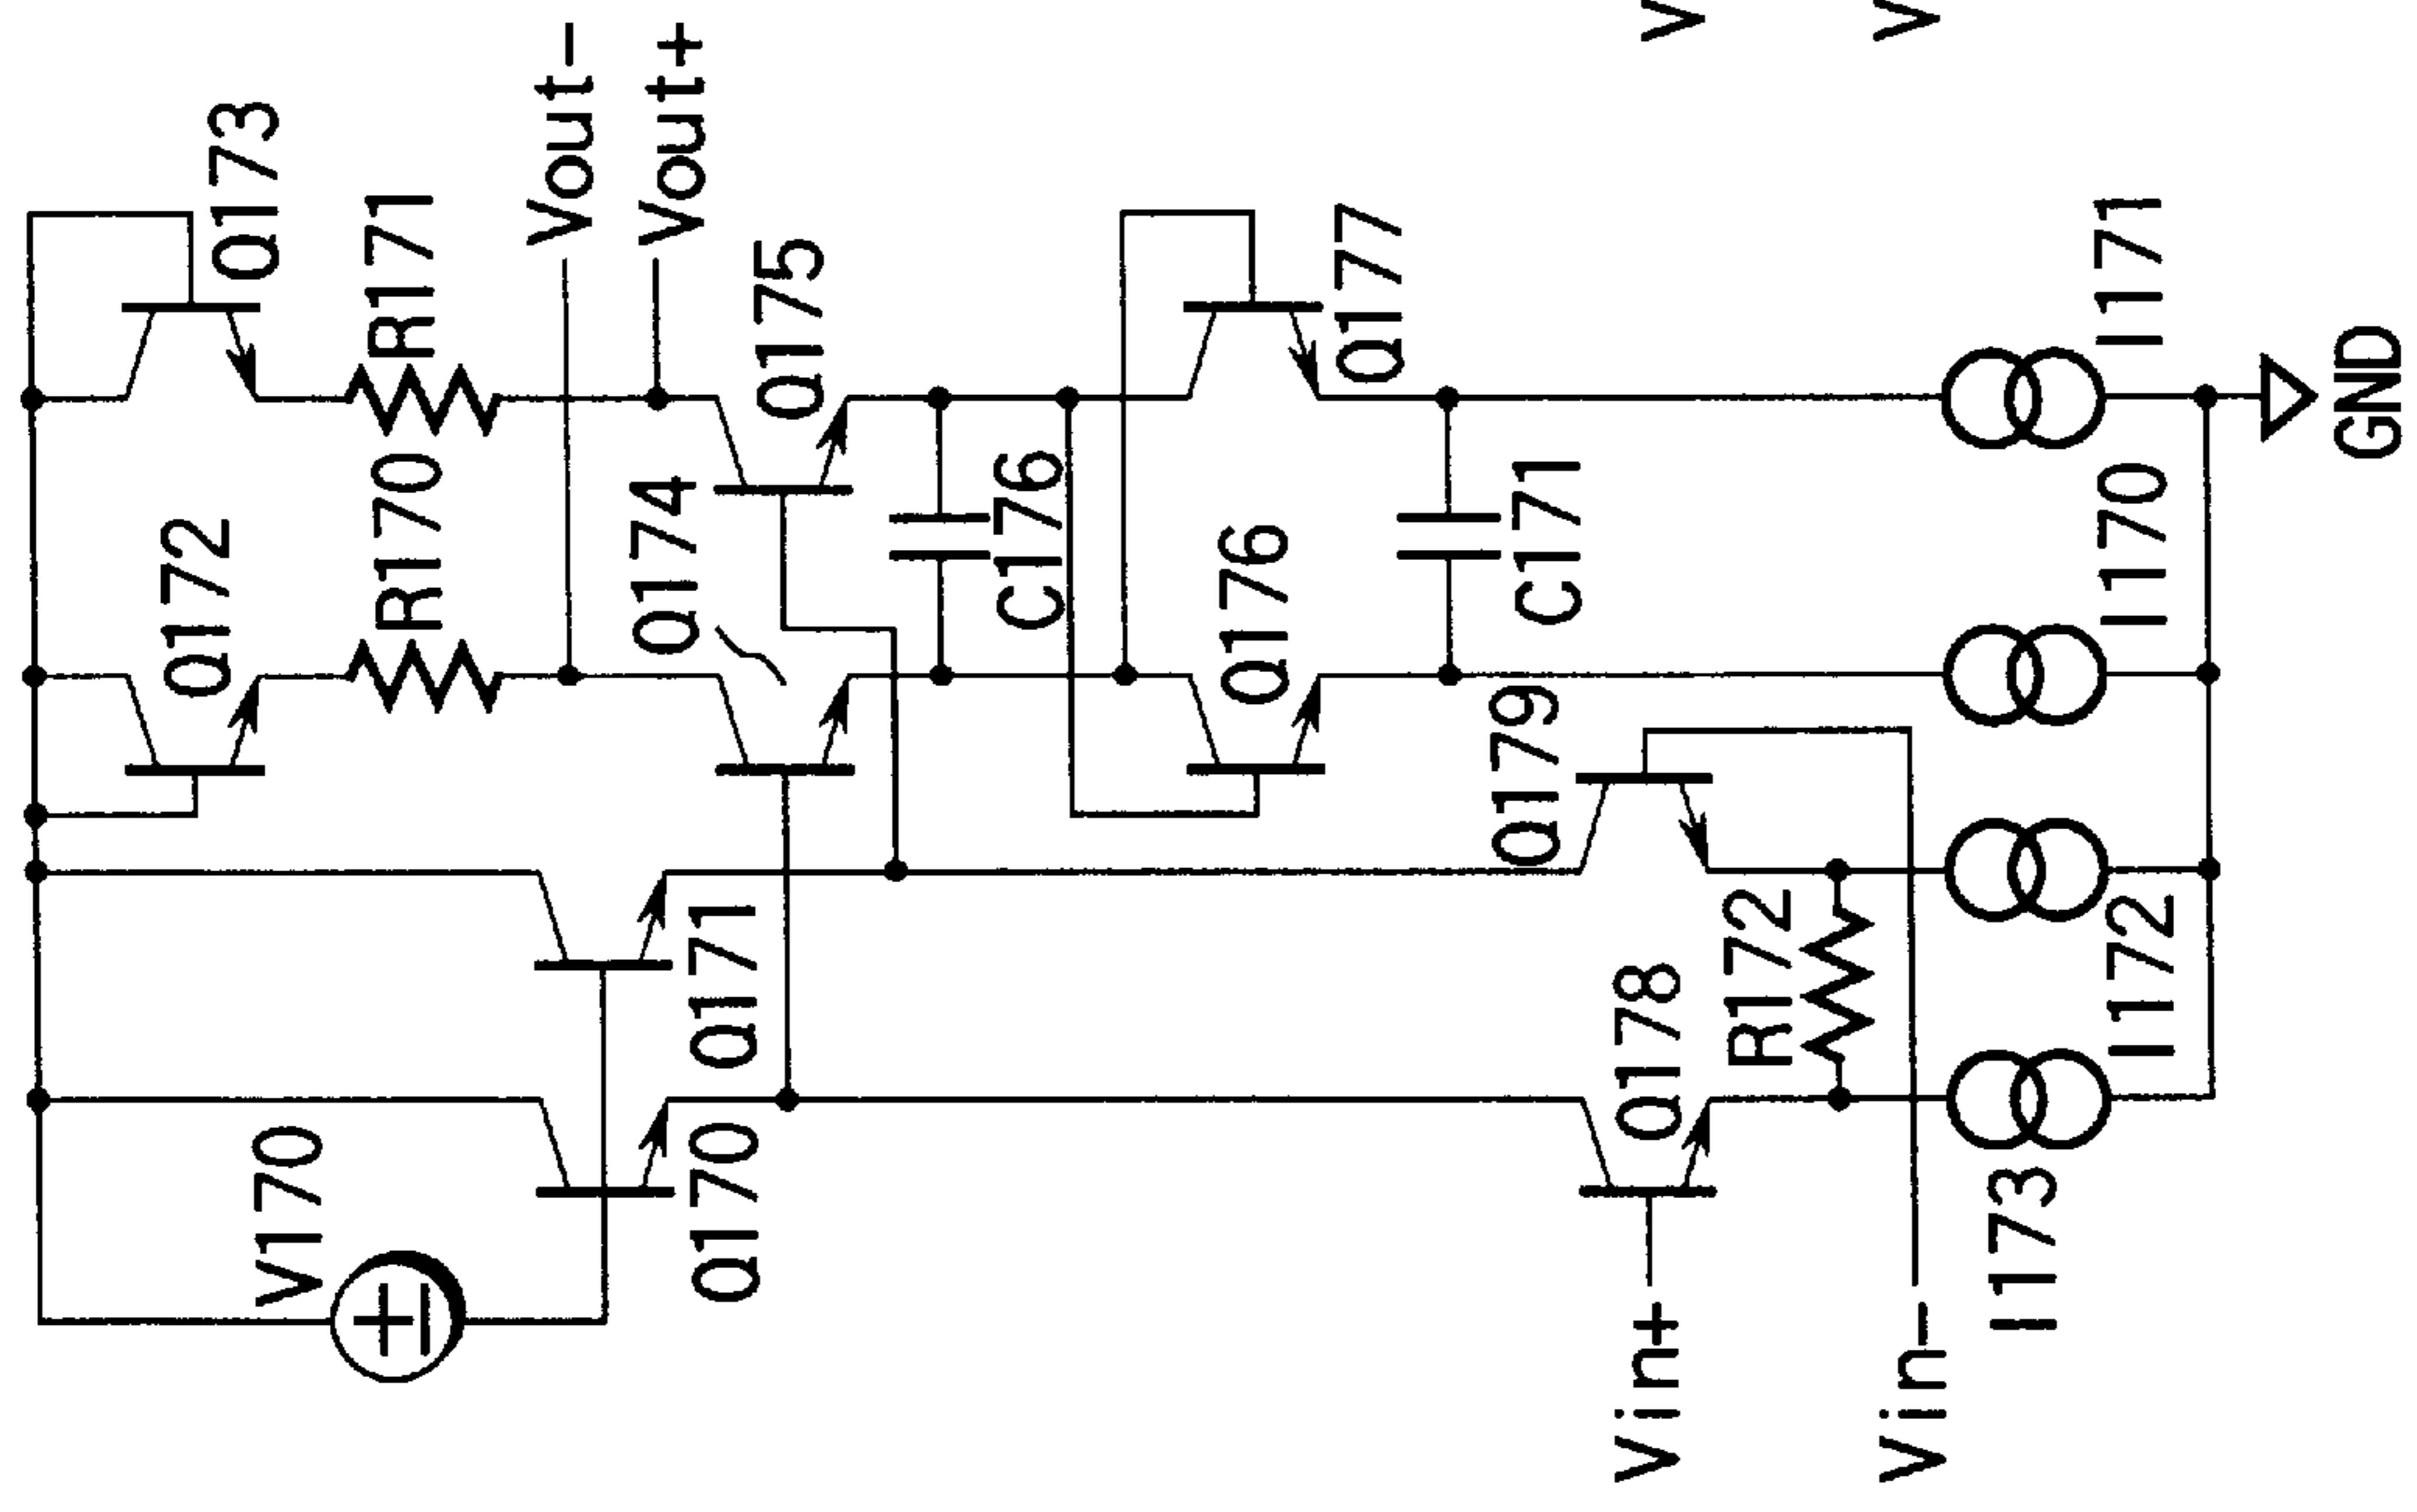 Q173
R171
Vout-
Vout+
Q175
Q177
I171
GND
Q172
R170
Q174
C176
Q176
C171
I170
Q179
Q171
Q178
R172
I172
V170
Q170
I173
Vin+
Vin-
V
V